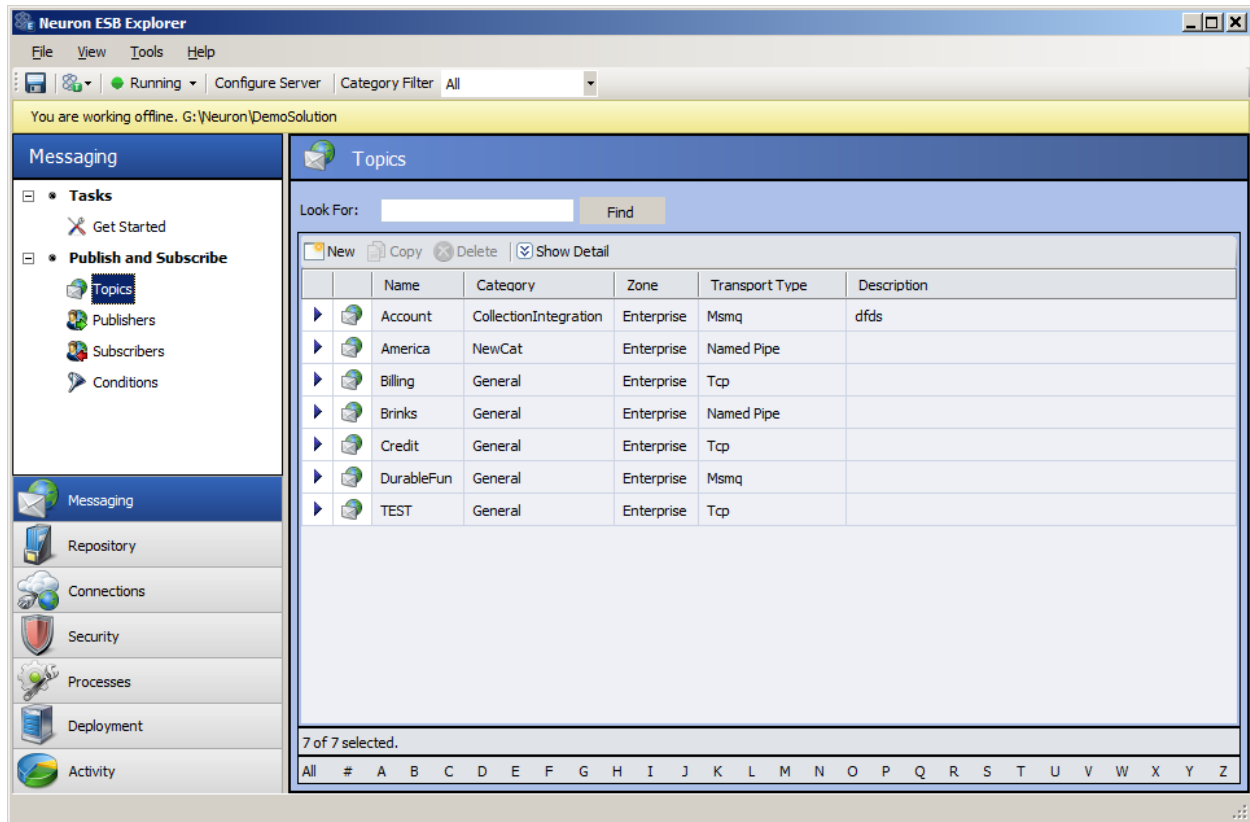 Neuron ESB Explorer
File View Tools Help
Running Configure Server Category Filter All
You are working offline. G:\Neuron\DemoSolution
Messaging
Tasks
Get Started
Publish and Subscribe
Topics
Publishers
Subscribers
Conditions
Messaging
Repository
Connections
Security
Processes
Deployment
Activity
Topics
Look For: Find
New Copy Delete Show Detail
Name Category Zone Transport Type Description
Account CollectionIntegration Enterprise Msmq dfds
America NewCat Enterprise Named Pipe
Billing General Enterprise Tcp
Brinks General Enterprise Named Pipe
Credit General Enterprise Tcp
DurableFun General Enterprise Msmq
TEST General Enterprise Tcp
7 of 7 selected.
All # A B C D E F G H I J K L M N O P Q R S T U V W X Y Z